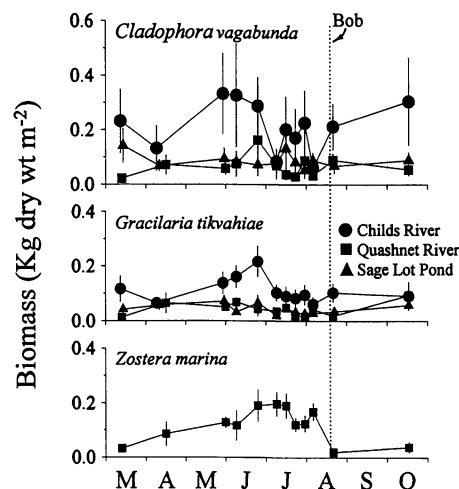 Bob
Cladophora vagabunda
0.6
0.4
0.2
0.0
Biomass (Kg dry wt m-2)
Gracilaria tikvahiae
0.4
0.2
0.0
Childs River
Quashnet River
Sage Lot Pond
Zostera marina
0.4
0.2
0.0
M A M J J A S O